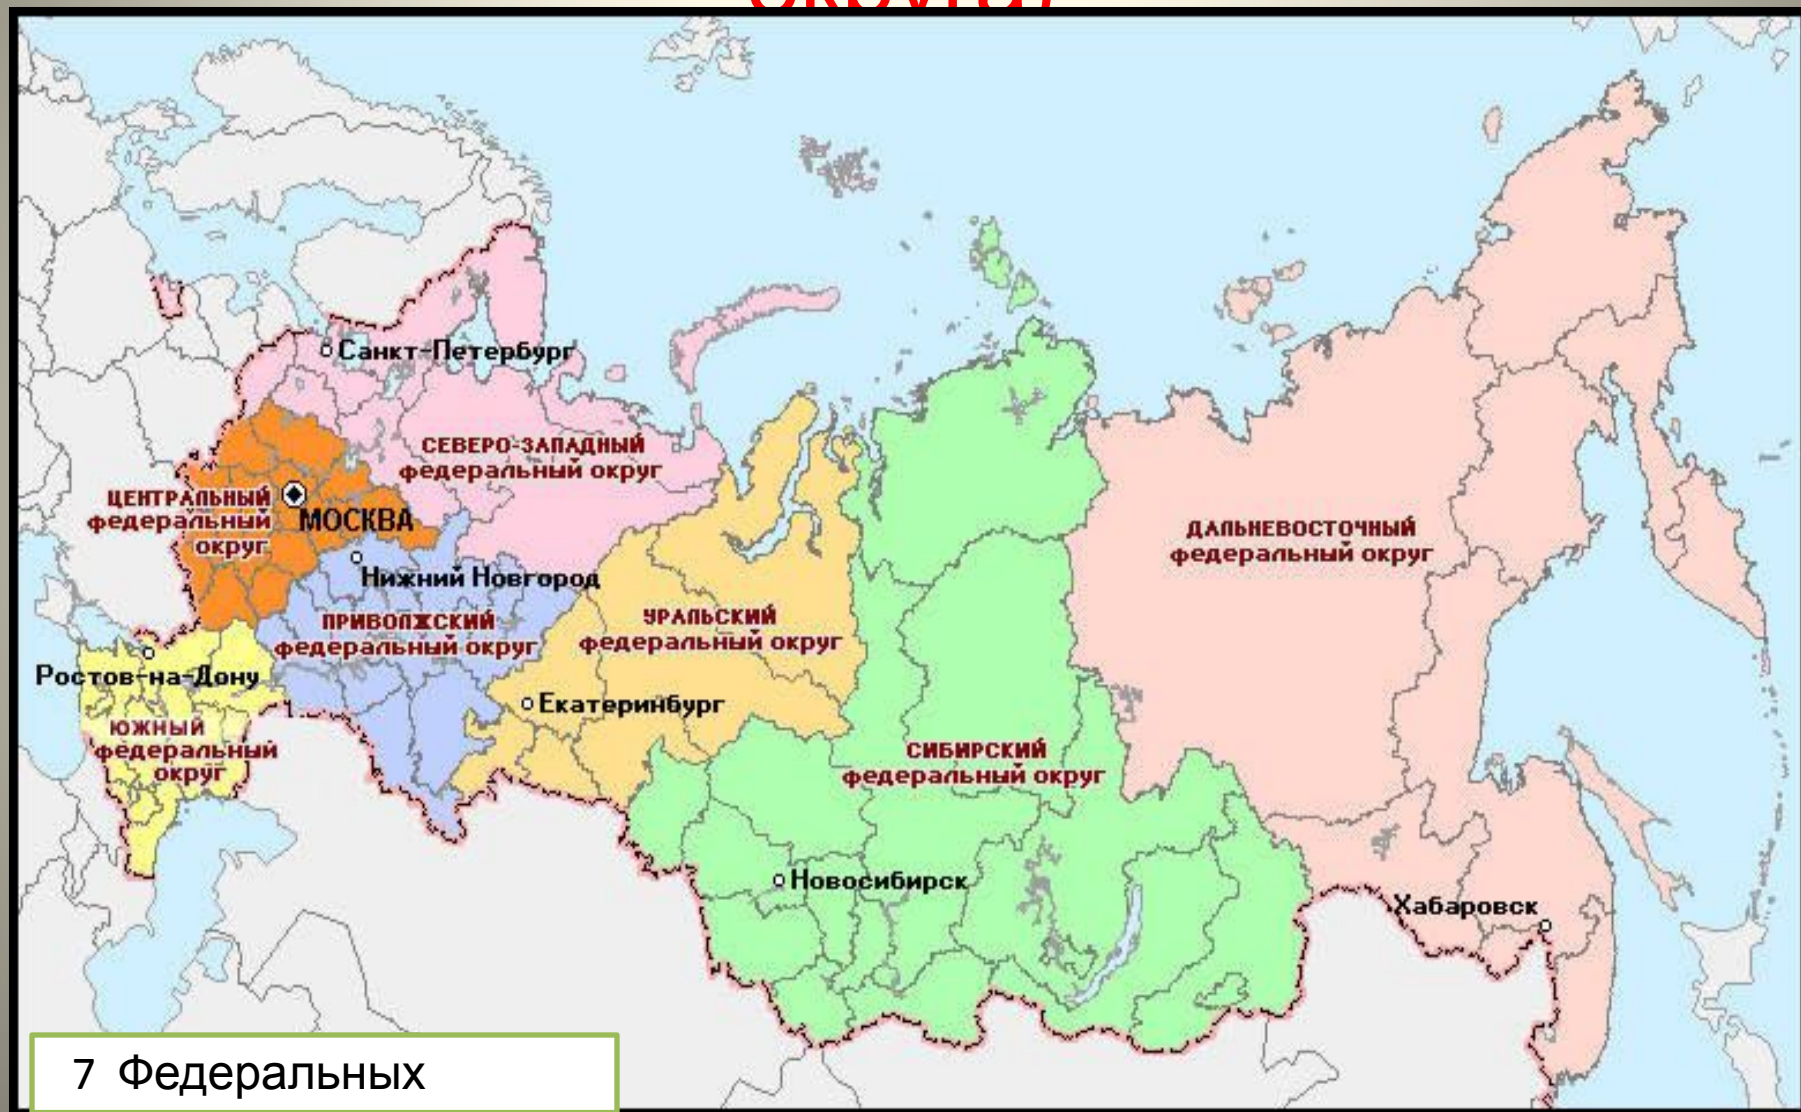 Санкт-Петербург
СЕВЕРО-ЗАПАДНЫЙ
федеральный округ
ЦЕНТРАЛЬНЫЙ
федеральный
округ
МОСКВА
Нижний Новгород
ПРИВОЛЖСКИЙ
федеральный округ
УРАЛЬСКИЙ
федеральный округ
ДАЛЬНЕВОСТОЧНЫЙ
федеральный округ
Ростов-на-Дону
Екатеринбург
ЮЖНЫЙ
федеральный
округ
СИБИРСКИЙ
федеральный округ
Новосибирск
Хабаровск
7 Федеральных